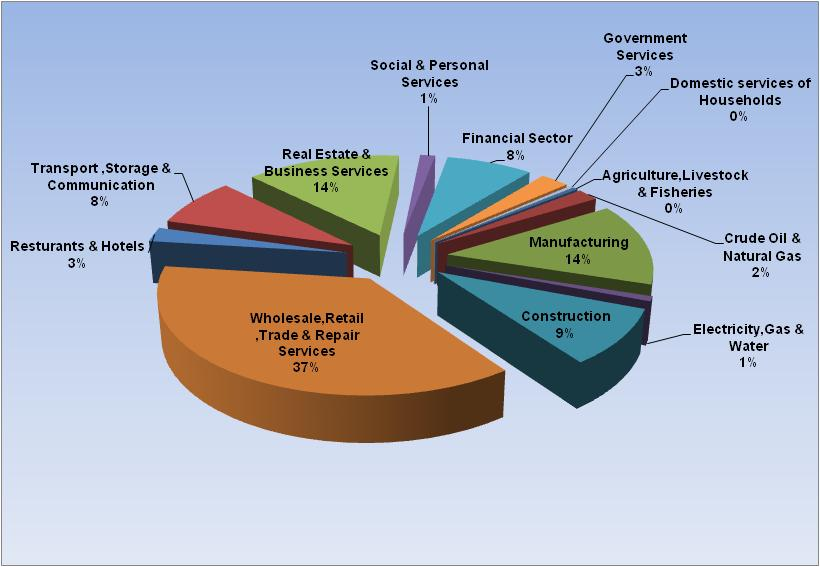 Government
Services
3%
Social & Personal
Services
1%
Domestic services of
Households
0%
Financial Sector
8%
Real Estate &
Business Services
14%
Transport ,Storage &
Communication
8%
Agriculture,Livestock
& Fisheries
0%
Resturants & Hotels
3%
Manufacturing
14%
Crude Oil &
Natural Gas
2%
Wholesale,Retail
,Trade & Repair
Services
37%
Construction
9%
Electricity,Gas &
Water
1%